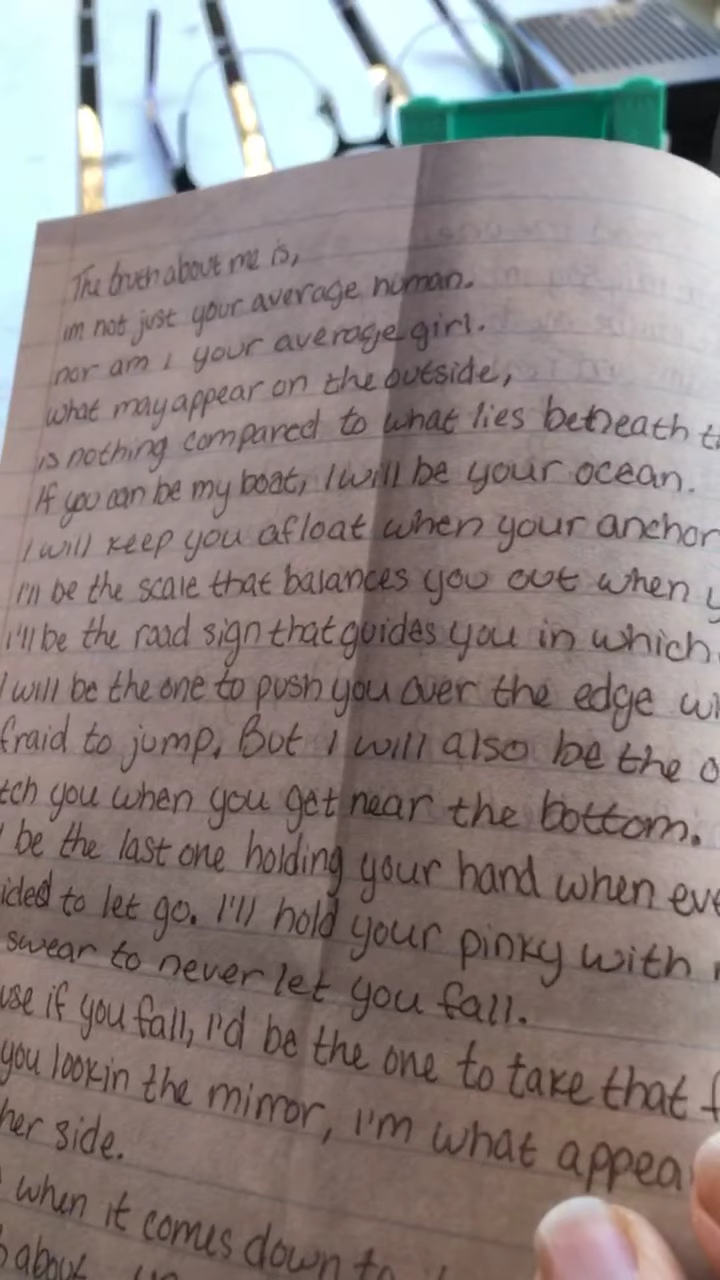 The truth about me is,
im not just your average human.
nor am i your average girl.
what may appear on the outside,
is nothing compared to what lies beneath
If you can be my boat, I will be your ocean.
I will keep you afloat when your anchor
I'll be the scale that balances you out when
i'll be the road sign that guides you in which
I will be the one to push you over the edge
fraid to jump, But I will also be the
tch you when you get near the bottom.
be the last one holding your hand when eve
ided to let go. I'll hold your pinky with
swear to never let you fall.
use if you fall, I'd be the one to take that
you look in the mirror, I'm what appea
her side.
when it comes down to
about